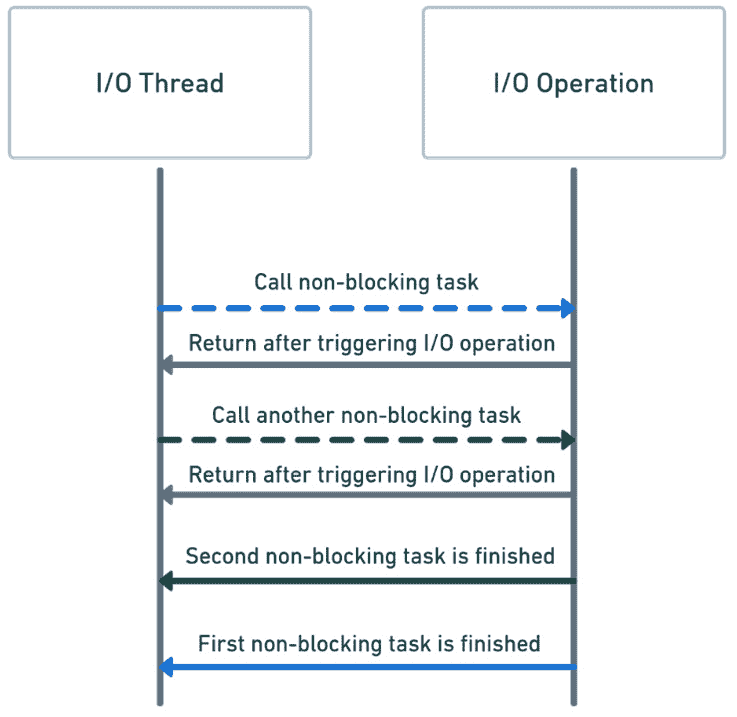 I/O Thread
I/O Operation
Call non-blocking task
Return after triggering I/O operation
Call another non-blocking task
Return after triggering I/O operation
Second non-blocking task is finished
First non-blocking task is finished